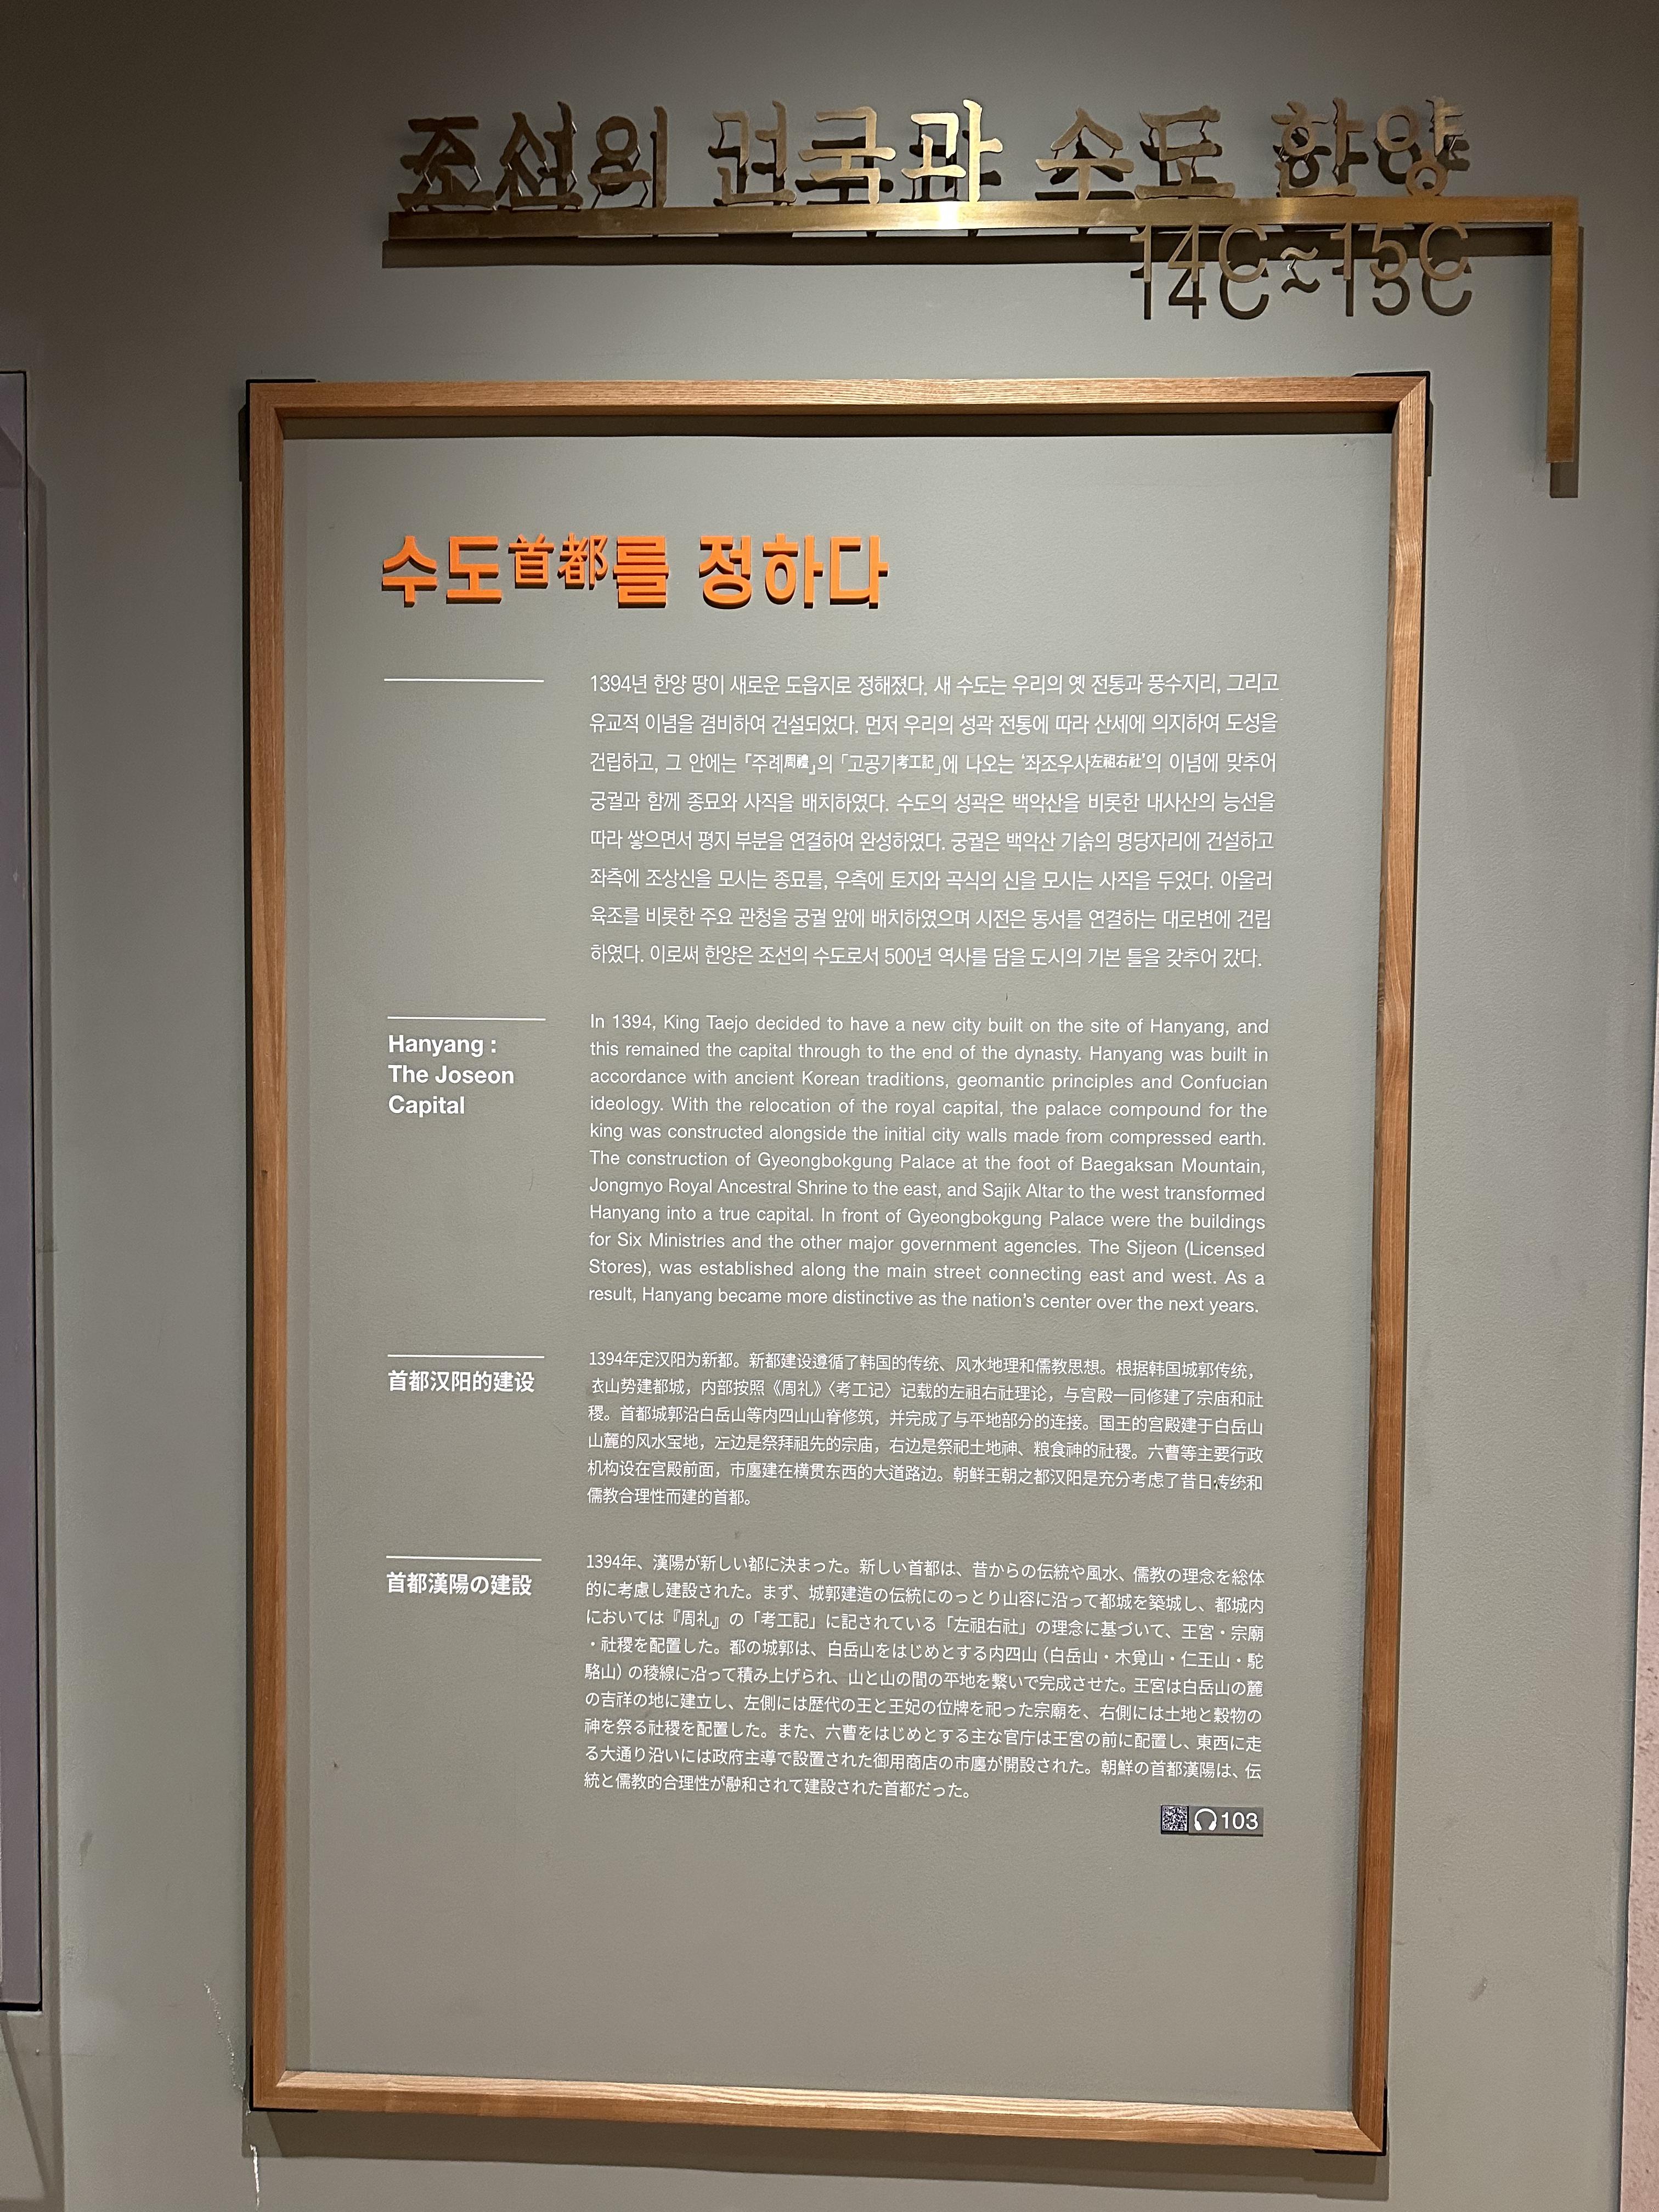 조선의 건국과 수도 한양
14C~15C
수도首都를 정하다
1394년 한양 땅이 새로운 도읍지로 정해졌다. 새 수도는 우리의 옛 전통과 풍수지리, 그리고
유교적 이념을 겸비하여 건설되었다. 먼저 우리의 성곽 전통에 따라 산세에 의지하여 도성을
건립하고, 그 안에는 『주례周禮』의 「고공기考工記」에 나오는 ‘좌조우사左祖右社’의 이념에 맞추어
궁궐과 함께 종묘와 사직을 배치하였다. 수도의 성곽은 백악산을 비롯한 내사산의 능선을
따라 쌓으면서 평지 부분을 연결하여 완성하였다. 궁궐은 백악산 기슭의 명당자리에 건설하고
좌측에 조상신을 모시는 종묘를, 우측에 토지와 곡식의 신을 모시는 사직을 두었다. 아울러
육조를 비롯한 주요 관청을 궁궐 앞에 배치하였으며 시전은 동서를 연결하는 대로변에 건립
하였다. 이로써 한양은 조선의 수도로서 500년 역사를 담을 도시의 기본 틀을 갖추어 갔다.
Hanyang :
The Joseon
Capital
In 1394, King Taejo decided to have a new city built on the site of Hanyang, and
this remained the capital through to the end of the dynasty. Hanyang was built in
accordance with ancient Korean traditions, geomantic principles and Confucian
ideology. With the relocation of the royal capital, the palace compound for the
king was constructed alongside the initial city walls made from compressed earth.
The construction of Gyeongbokgung Palace at the foot of Baegaksan Mountain,
Jongmyo Royal Ancestral Shrine to the east, and Sajik Altar to the west transformed
Hanyang into a true capital. In front of Gyeongbokgung Palace were the buildings
for Six Ministries and the other major government agencies. The Sijeon (Licensed
Stores), was established along the main street connecting east and west. As a
result, Hanyang became more distinctive as the nation’s center over the next years.
首都汉阳的建设
1394年定汉阳为新都。新都建设遵循了韩国的传统、风水地理和儒教思想。根据韩国城郭传统，
依山势建都城，内部按照《周礼》〈考工记〉记载的左祖右社理论，与宫殿一同修建了宗庙和社
稷。首都城郭沿白岳山等内四山山脊修筑，并完成了与平地部分的连接。国王的宫殿建于白岳山
山麓的风水宝地，左边是祭拜祖先的宗庙，右边是祭祀土地神、粮食神的社稷。六曹等主要行政
机构设在宫殿前面，市廛建在横贯东西的大道路边。朝鲜王朝之都汉阳是充分考虑了昔日传统和
儒教合理性而建的首都。
首都漢陽の建設
1394年、漢陽が新しい都に決まった。新しい首都は、昔からの伝統や風水、儒教の理念を総体
的に考慮し建設された。まず、城郭建造の伝統にのっとり山容に沿って都城を築城し、都城内
においては『周礼』の「考工記」に記されている「左祖右社」の理念に基づいて、王宮・宗廟
・社稷を配置した。都の城郭は、白岳山をはじめとする内四山（白岳山・木覓山・仁王山・駝
駱山）の稜線に沿って積み上げられ、山と山の間の平地を繋いで完成させた。王宮は白岳山の麓
の吉祥の地に建立し、左側には歴代の王と王妃の位牌を祀った宗廟を、右側には土地と穀物の
神を祭る社稷を配置した。また、六曹をはじめとする主な官庁は王宮の前に配置し、東西に走
る大通り沿いには政府主導で設置された御用商店の市廛が開設された。朝鮮の首都漢陽は、伝
統と儒教的合理性が融和されて建設された首都だった。
103